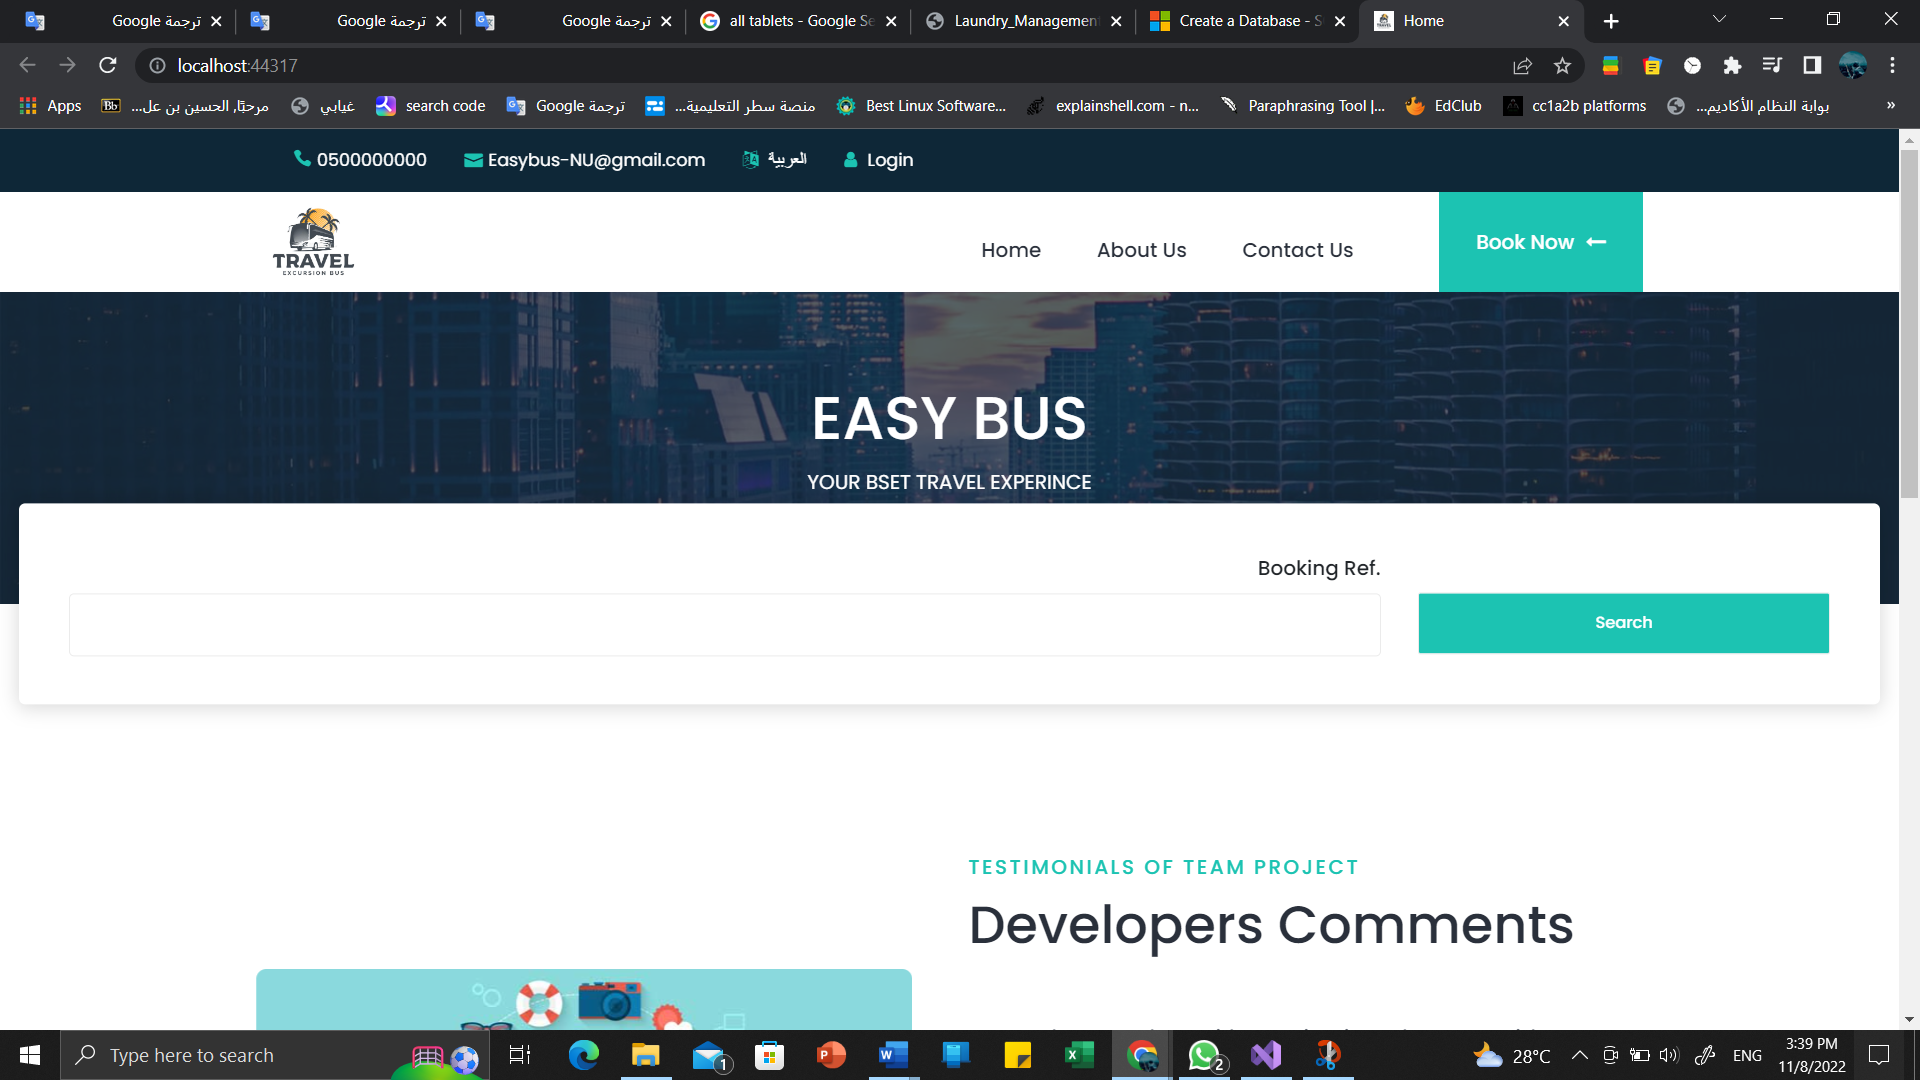 Google ترجمة
Google ترجمة
Google ترجمة
all tablets - Google Se
Laundry_Management
Create a Database - S
Home
localhost:44317
Apps
Bb
مرحبًا, الحسين بن عل...
غيابي
search code
Google ترجمة
منصة سطر التعليمية...
Best Linux Software...
explainshell.com - n...
Paraphrasing Tool |...
EdClub
cc1a2b platforms
بوابة النظام الأكاديم...
»
0500000000
Easybus-NU@gmail.com
العربية
Login
TRAVEL
EXCURSION BUS
Home
About Us
Contact Us
Book Now
EASY BUS
YOUR BSET TRAVEL EXPERINCE
Booking Ref.
Search
TESTIMONIALS OF TEAM PROJECT
Developers Comments
Type here to search
1
2
28°C
ENG
3:39 PM
11/8/2022